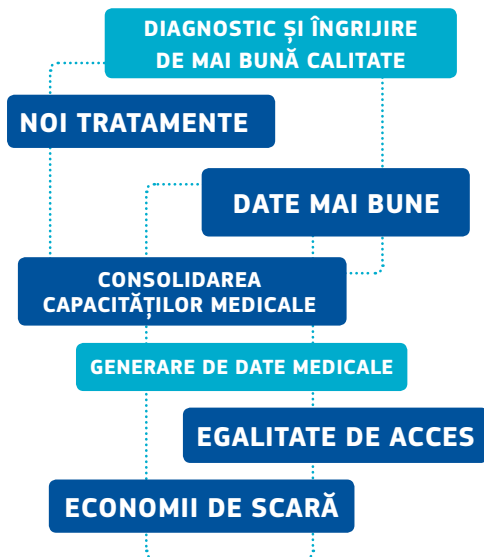 DIAGNOSTIC ȘI ÎNGRIJIRE
DE MAI BUNĂ CALITATE
NOI TRATAMENTE
DATE MAI BUNE
CONSOLIDAREA
CAPACITĂȚILOR MEDICALE
GENERARE DE DATE MEDICALE
EGALITATE DE ACCES
ECONOMII DE SCARĂ